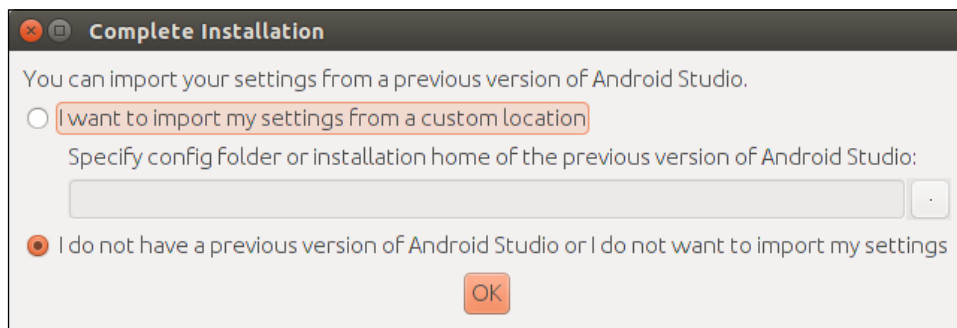 Complete Installation
You can import your settings from a previous version of Android Studio.
I want to import my settings from a custom location
Specify config folder or installation home of the previous version of Android Studio:
.
I do not have a previous version of Android Studio or I do not want to import my settings
OK